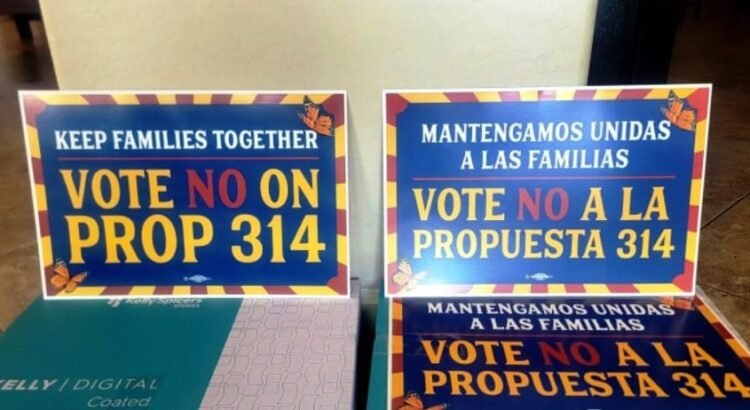 KEEP FAMILIES TOGETHER
VOTE NO ON
PROP 314
MANTENGAMOS UNIDAS
A LAS FAMILIAS
VOTE NO A LA
PROPUESTA 314
Kelly Spicers
KELLY | DIGITAL
Coated
MANTENGAMOS UNIDAS
A LAS FAMILIAS
VOTE NO A LA
PROPUESTA 314